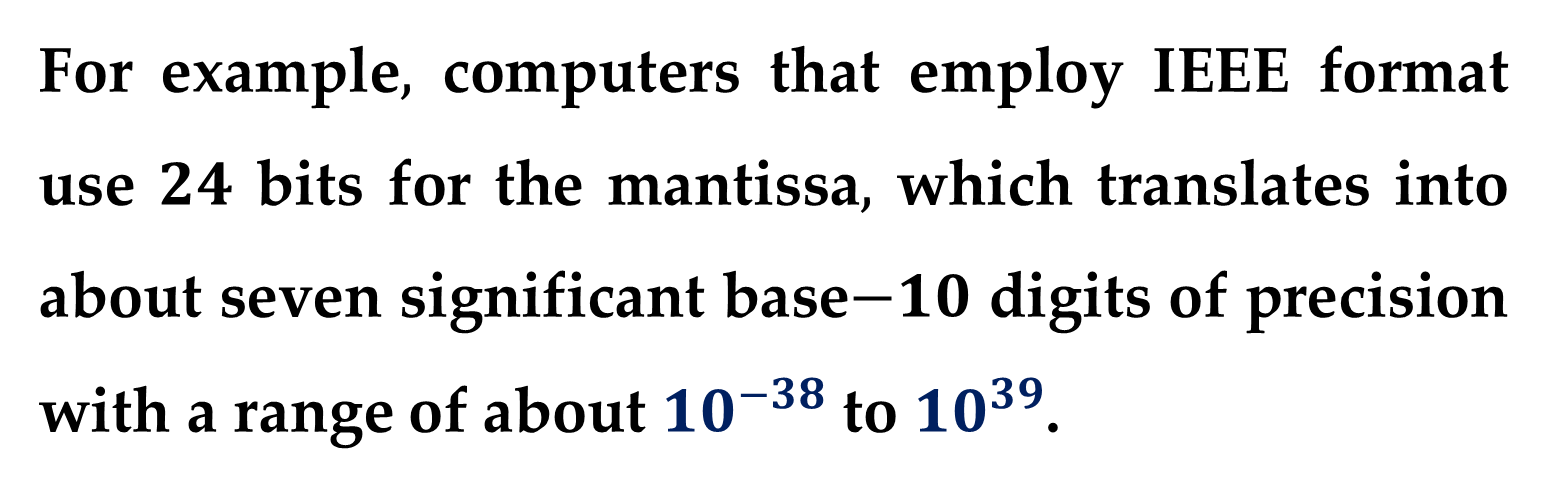 For example, computers that employ IEEE format
use 24 bits for the mantissa, which translates into
about seven significant base−10 digits of precision
with a range of about 10⁻³⁸ to 10³⁹.